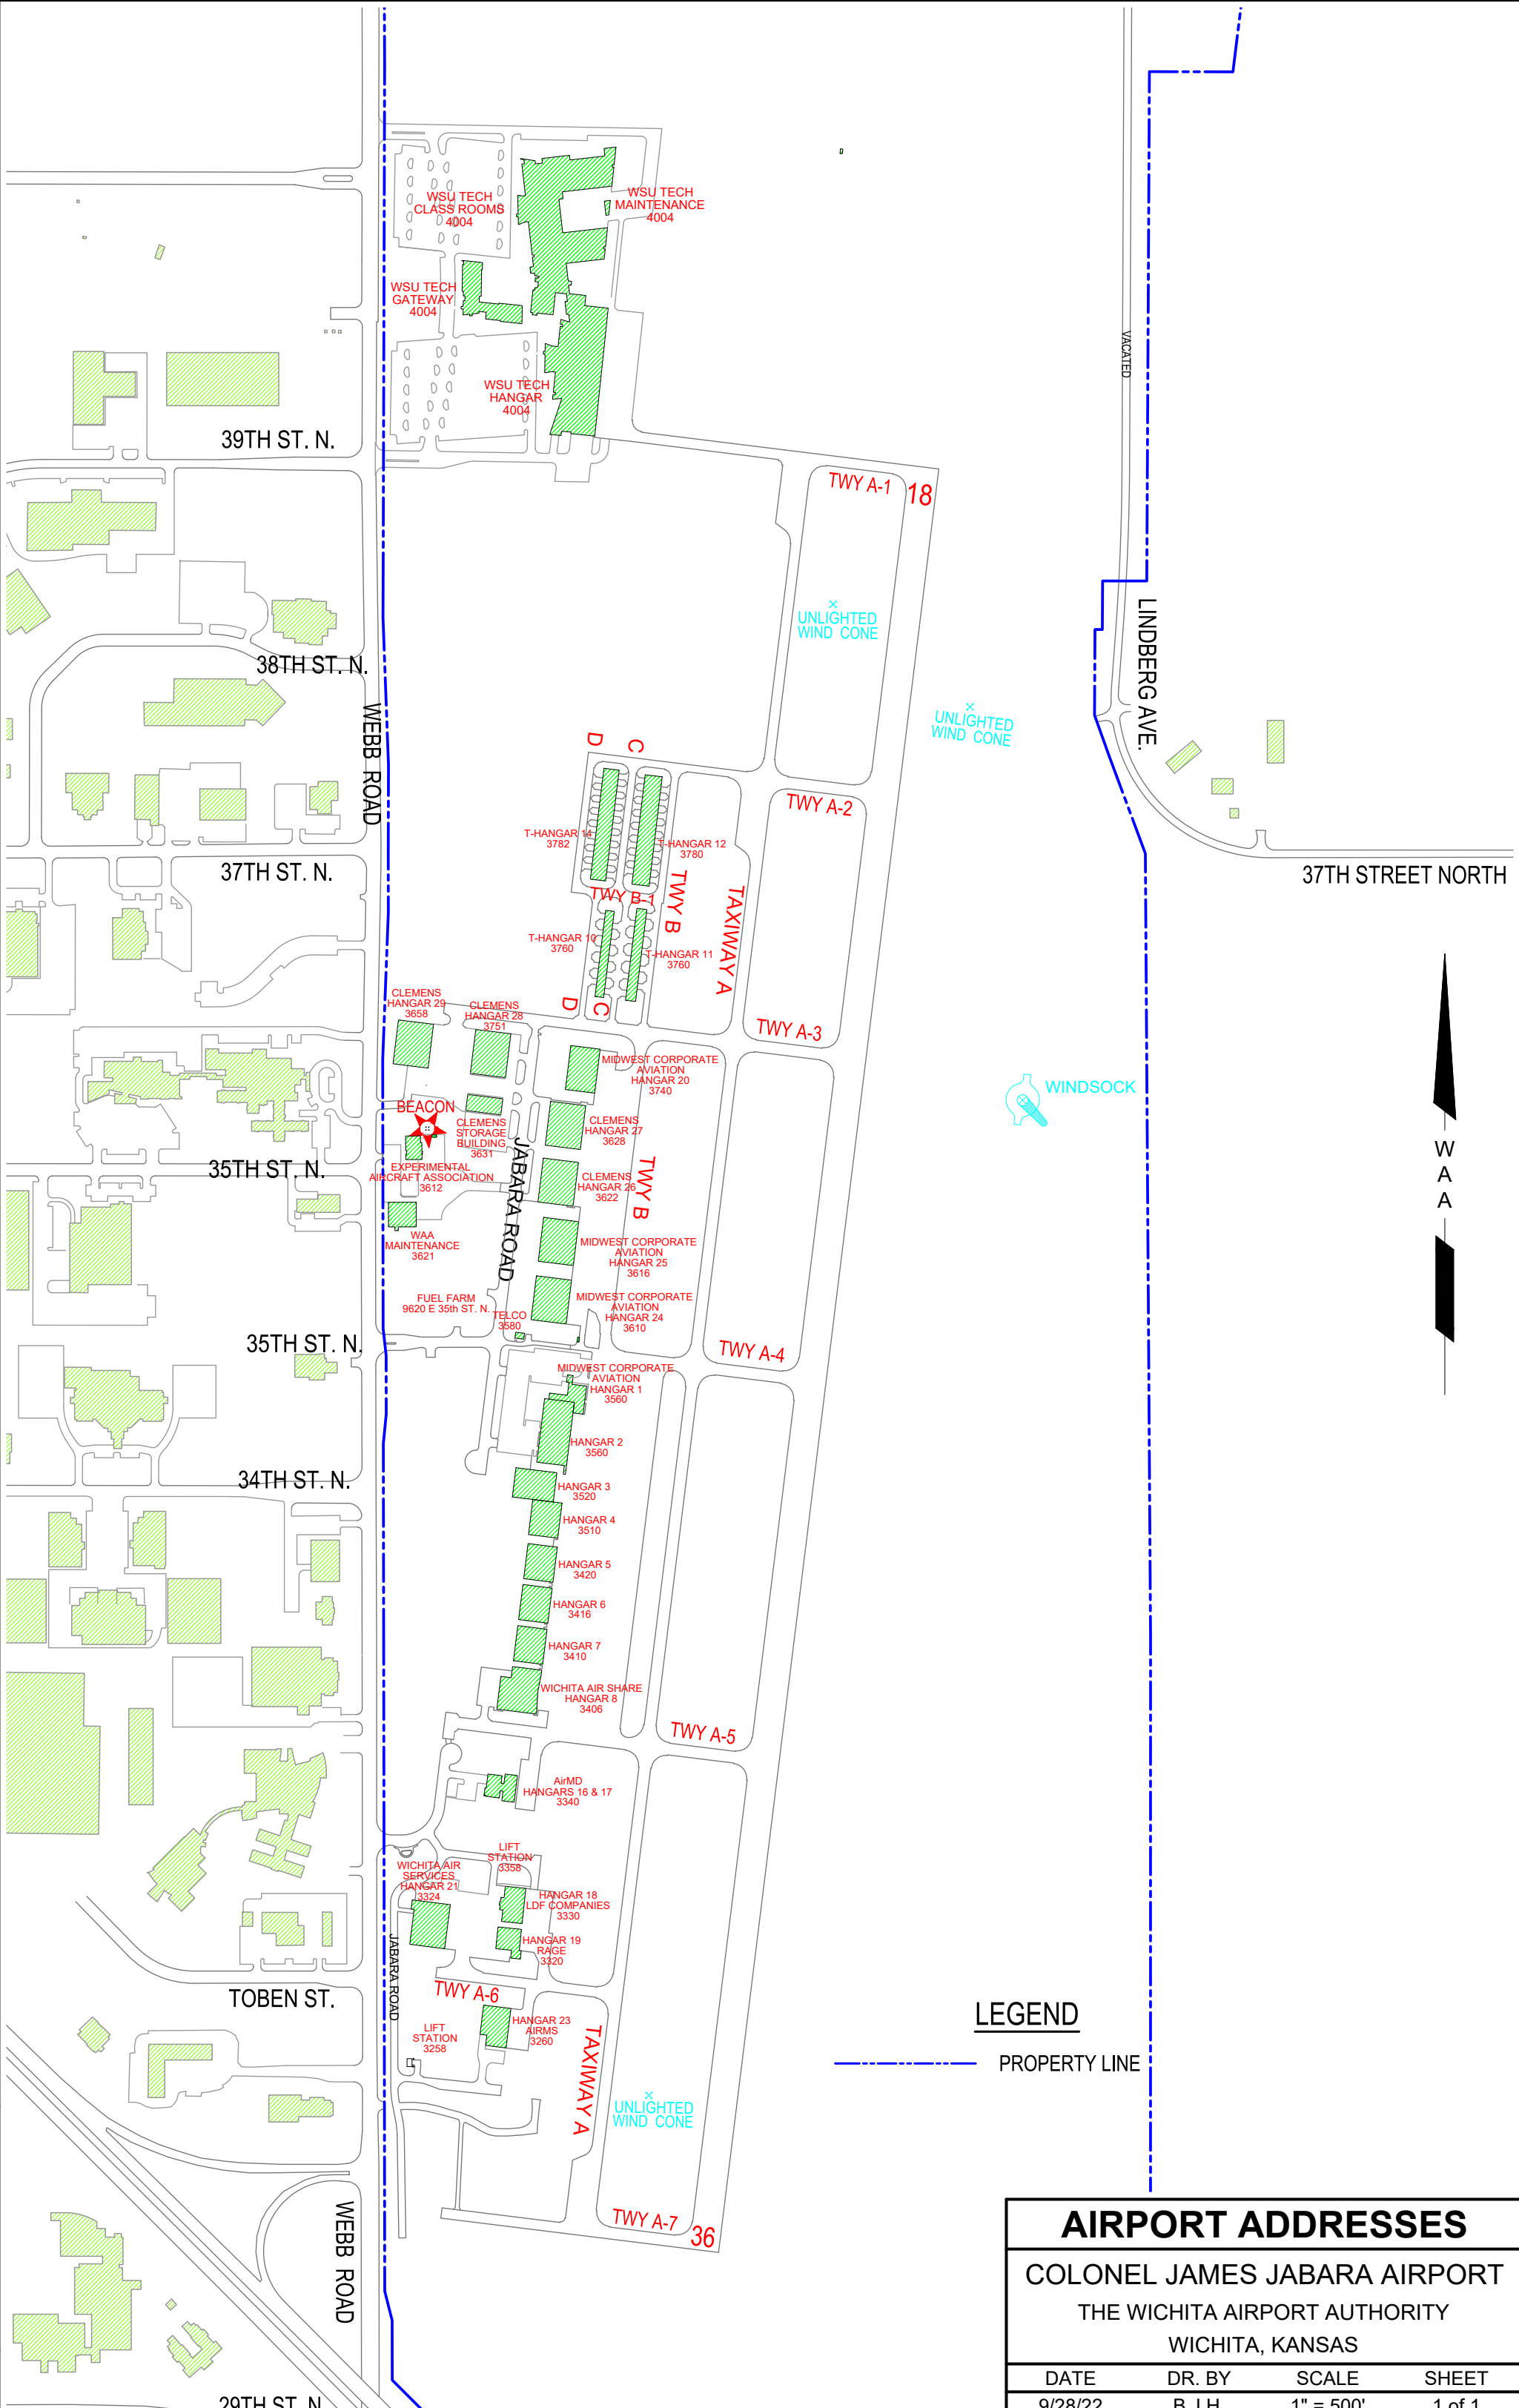 WSU TECH
CLASS ROOMS
4004
WSU TECH
MAINTENANCE
4004
WSU TECH
GATEWAY
4004
WSU TECH
HANGAR
4004
VACATED
39TH ST. N.
TWY A-1
18
UNLIGHTED
WIND CONE
LINDBERG AVE.
38TH ST. N.
WEBB ROAD
UNLIGHTED
WIND CONE
D
C
TWY A-2
T-HANGAR 14
3782
T-HANGAR 12
3780
37TH ST. N.
37TH STREET NORTH
TWY B-1
TWY B
TAXIWAY A
T-HANGAR 10
3760
T-HANGAR 11
3760
D
C
CLEMENS
HANGAR 29
3658
CLEMENS
HANGAR 28
3751
TWY A-3
MIDWEST CORPORATE
AVIATION
HANGAR 20
3740
WINDSOCK
BEACON
CLEMENS
STORAGE
BUILDING
3631
CLEMENS
HANGAR 27
3628
W
A
A
35TH ST. N.
EXPERIMENTAL
AIRCRAFT ASSOCIATION
3612
JABARA ROAD
CLEMENS
HANGAR 26
3622
TWY B
WAA
MAINTENANCE
3621
MIDWEST CORPORATE
AVIATION
HANGAR 25
3616
FUEL FARM
9620 E 35th ST. N.
TELCO
3580
MIDWEST CORPORATE
AVIATION
HANGAR 24
3610
35TH ST. N.
TWY A-4
MIDWEST CORPORATE
AVIATION
HANGAR 1
3560
HANGAR 2
3560
34TH ST. N.
HANGAR 3
3520
HANGAR 4
3510
HANGAR 5
3420
HANGAR 6
3416
HANGAR 7
3410
WICHITA AIR SHARE
HANGAR 8
3406
TWY A-5
AirMD
HANGARS 16 & 17
3340
LIFT
STATION
3358
WICHITA AIR
SERVICES
HANGAR 21
3324
HANGAR 18
LDF COMPANIES
3330
HANGAR 19
RAGE
3320
JABARA ROAD
TWY A-6
TOBEN ST.
HANGAR 23
AIRMS
3260
LIFT
STATION
3258
TAXIWAY A
LEGEND
PROPERTY LINE
UNLIGHTED
WIND CONE
TWY A-7
36
WEBB ROAD
29TH ST. N.
AIRPORT ADDRESSES
COLONEL JAMES JABARA AIRPORT
THE WICHITA AIRPORT AUTHORITY
WICHITA, KANSAS
DATE DR. BY SCALE SHEET
9/28/22 1" = 500' 1 of 1